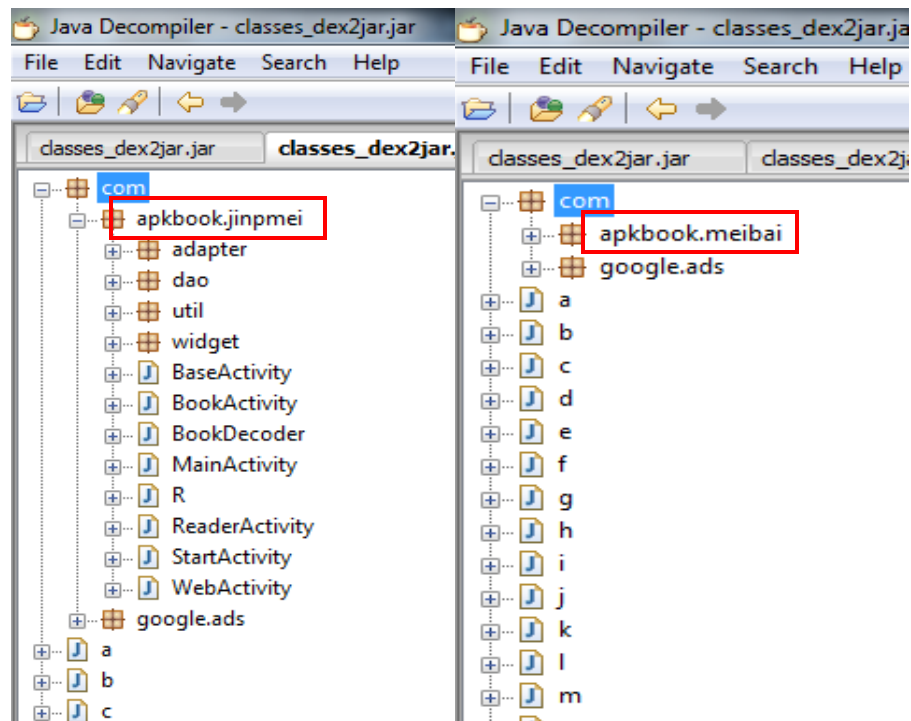 Java Decompiler - classes_dex2jar.jar
File Edit Navigate Search Help
classes_dex2jar.jar classes_dex2jar.
com
apkbook.jinpmei
adapter
dao
util
widget
BaseActivity
BookActivity
BookDecoder
MainActivity
R
ReaderActivity
StartActivity
WebActivity
google.ads
a
b
c
Java Decompiler - classes_dex2jar.ja
File Edit Navigate Search Help
classes_dex2jar.jar classes_dex2ja
com
apkbook.meibai
google.ads
a
b
c
d
e
f
g
h
i
j
k
l
m